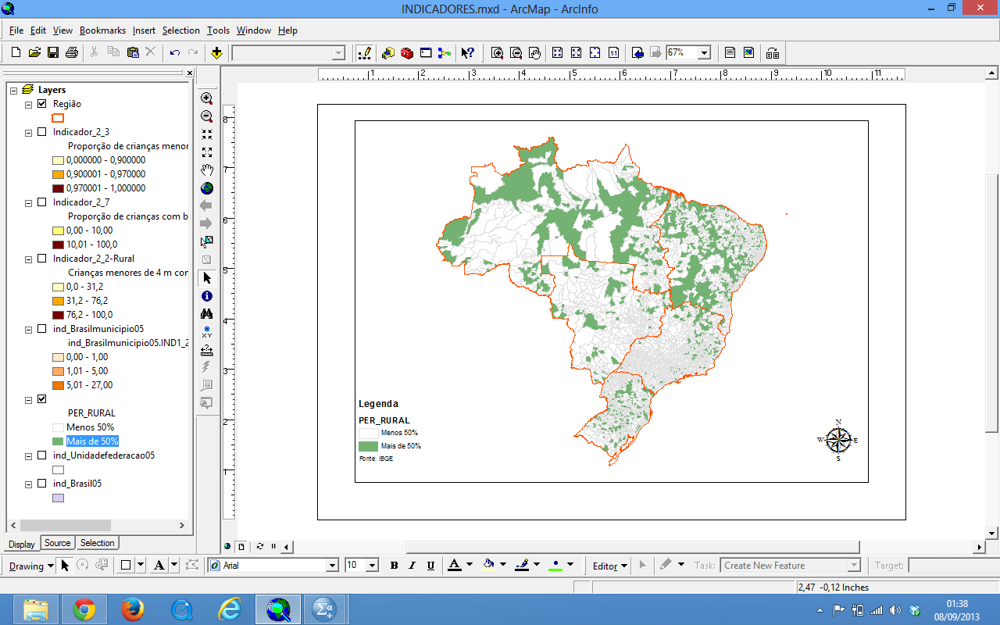 INDICADORES.mxd - ArcMap - ArcInfo
File Edit View Bookmarks Insert Selection Tools Window Help
1:1 67%
Layers
Região
Indicador_2_3
Proporção de crianças menor
0,000000 - 0,900000
0,900001 - 0,970000
0,970001 - 1,000000
Indicador_2_7
Proporção de crianças com b
0,00 - 10,00
10,01 - 100,0
Indicador_2_2-Rural
Crianças menores de 4 m con
0,0 - 31,2
31,2 - 76,2
76,2 - 100,0
ind_Brasilmunicipio05
ind_Brasilmunicipio05.IND1_2
0,00 - 1,00
1,01 - 5,00
5,01 - 27,00
PER_RURAL
Menos 50%
Mais de 50%
ind_Unidadefederacao05
ind_Brasil05
Display Source Selection
XY
1 2 3 4 5 6 7 8 9 10 11
8
7
6
5
4
3
2
1
Legenda
PER_RURAL
Menos 50%
Mais de 50%
Fonte: IBGE
N
W E
S
Drawing A Arial 10 B I U A Editor Task: Create New Feature Target:
2,47 -0,12 Inches
Σα
01:38
08/09/2013